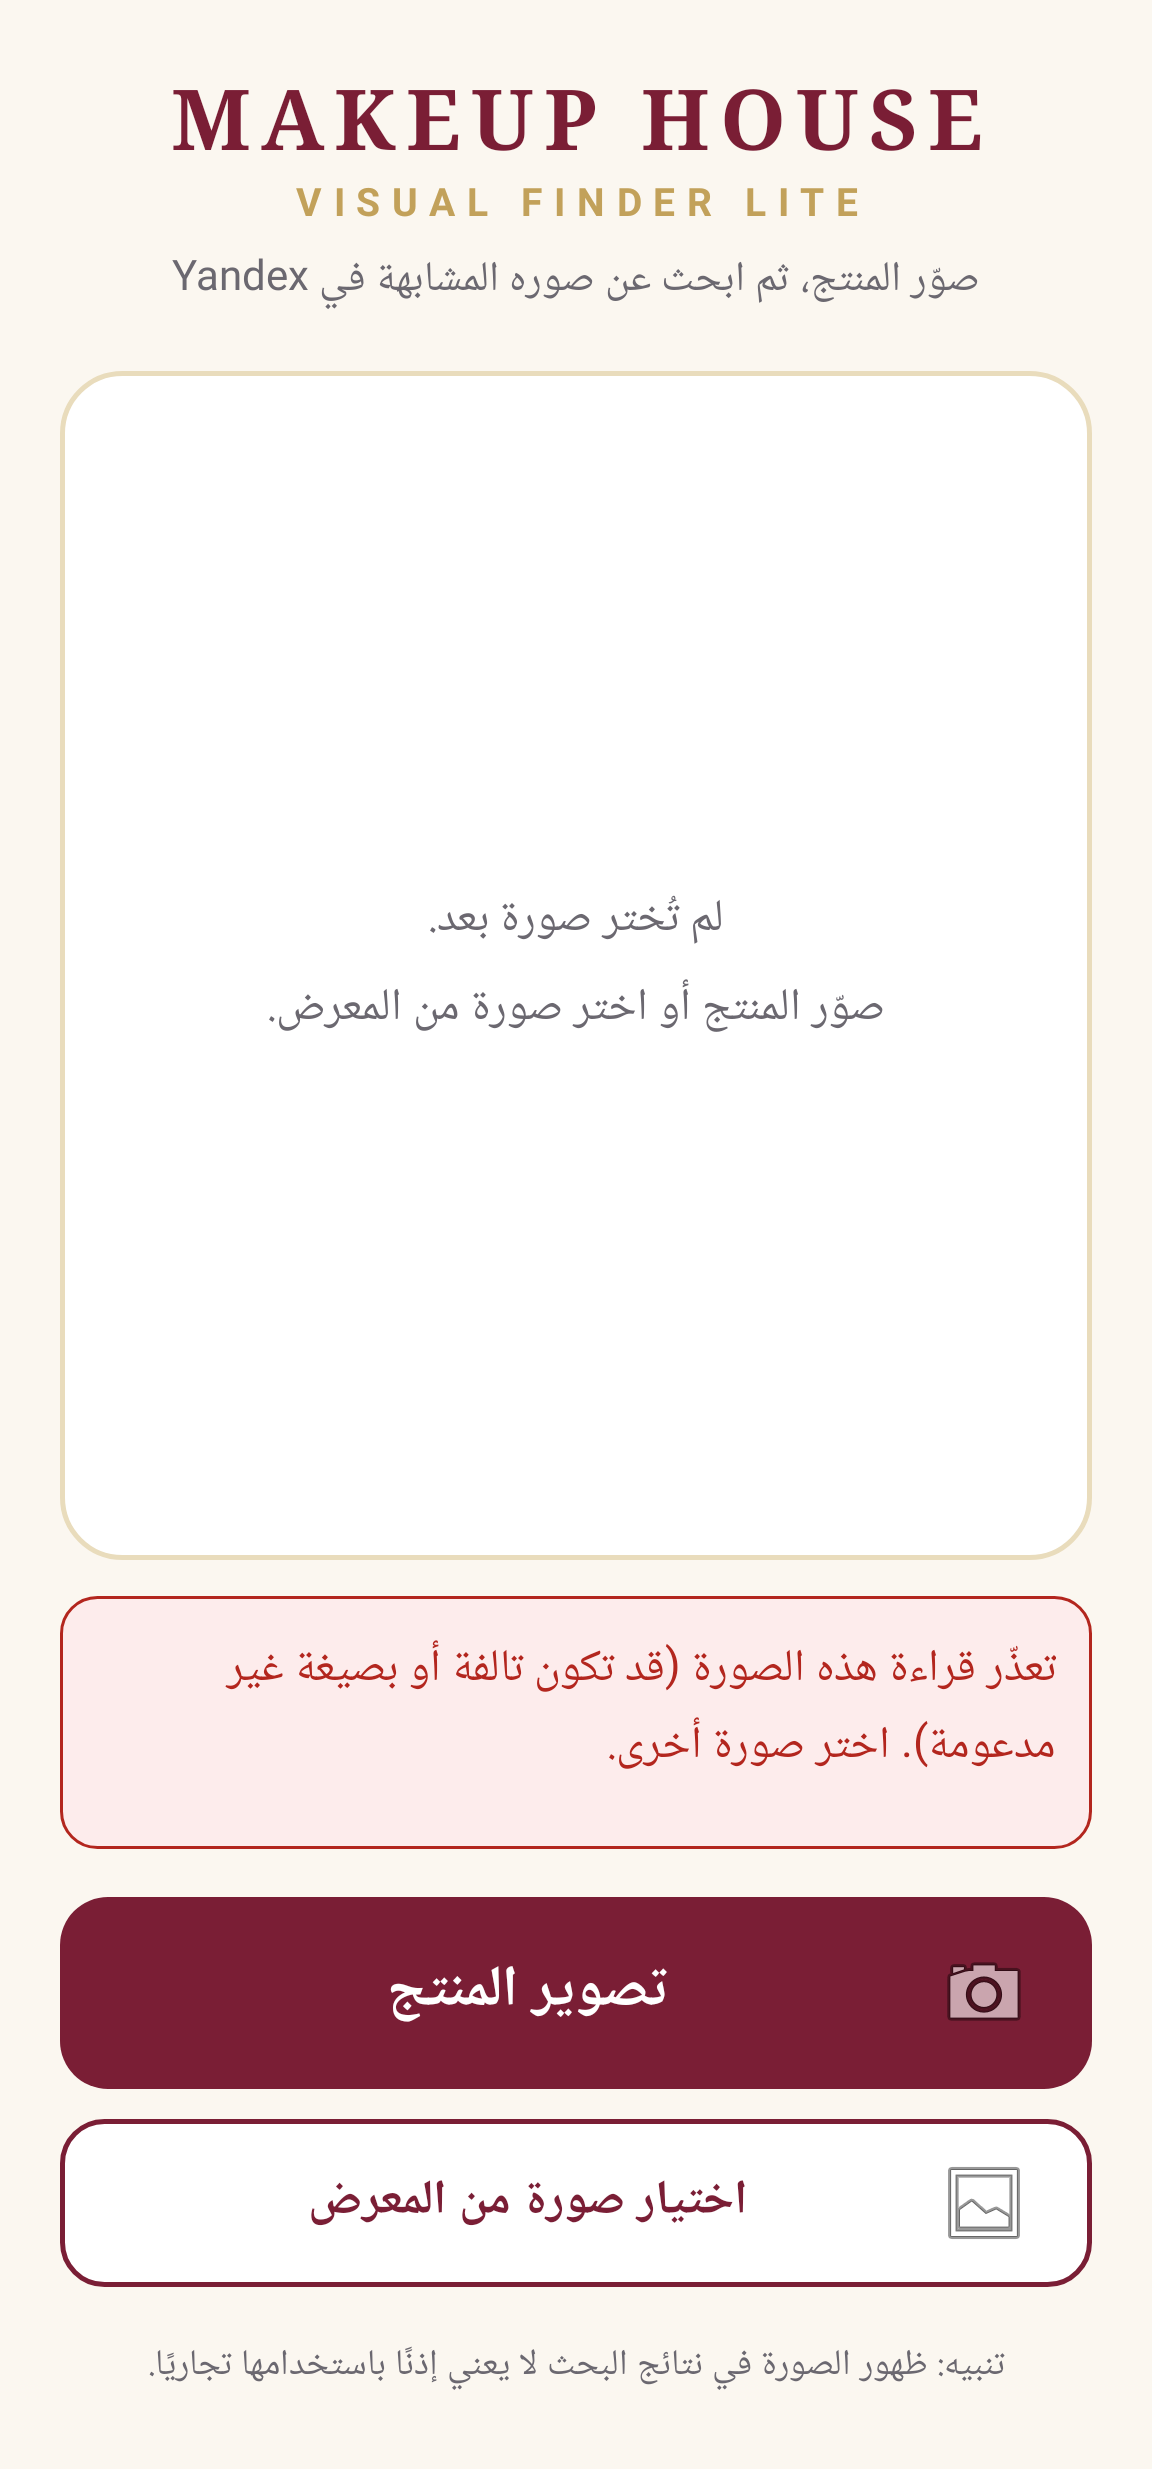 MAKEUP HOUSE
VISUAL FINDER LITE
صوّر المنتج، ثم ابحث عن صوره المشابهة في Yandex
لم تُختر صورة بعد.
صوّر المنتج أو اختر صورة من المعرض.
تعذّر قراءة هذه الصورة (قد تكون تالفة أو بصيغة غير
مدعومة). اختر صورة أخرى.
تصوير المنتج
اختيار صورة من المعرض
تنبيه: ظهور الصورة في نتائج البحث لا يعني إذنًا باستخدامها تجاريًا.